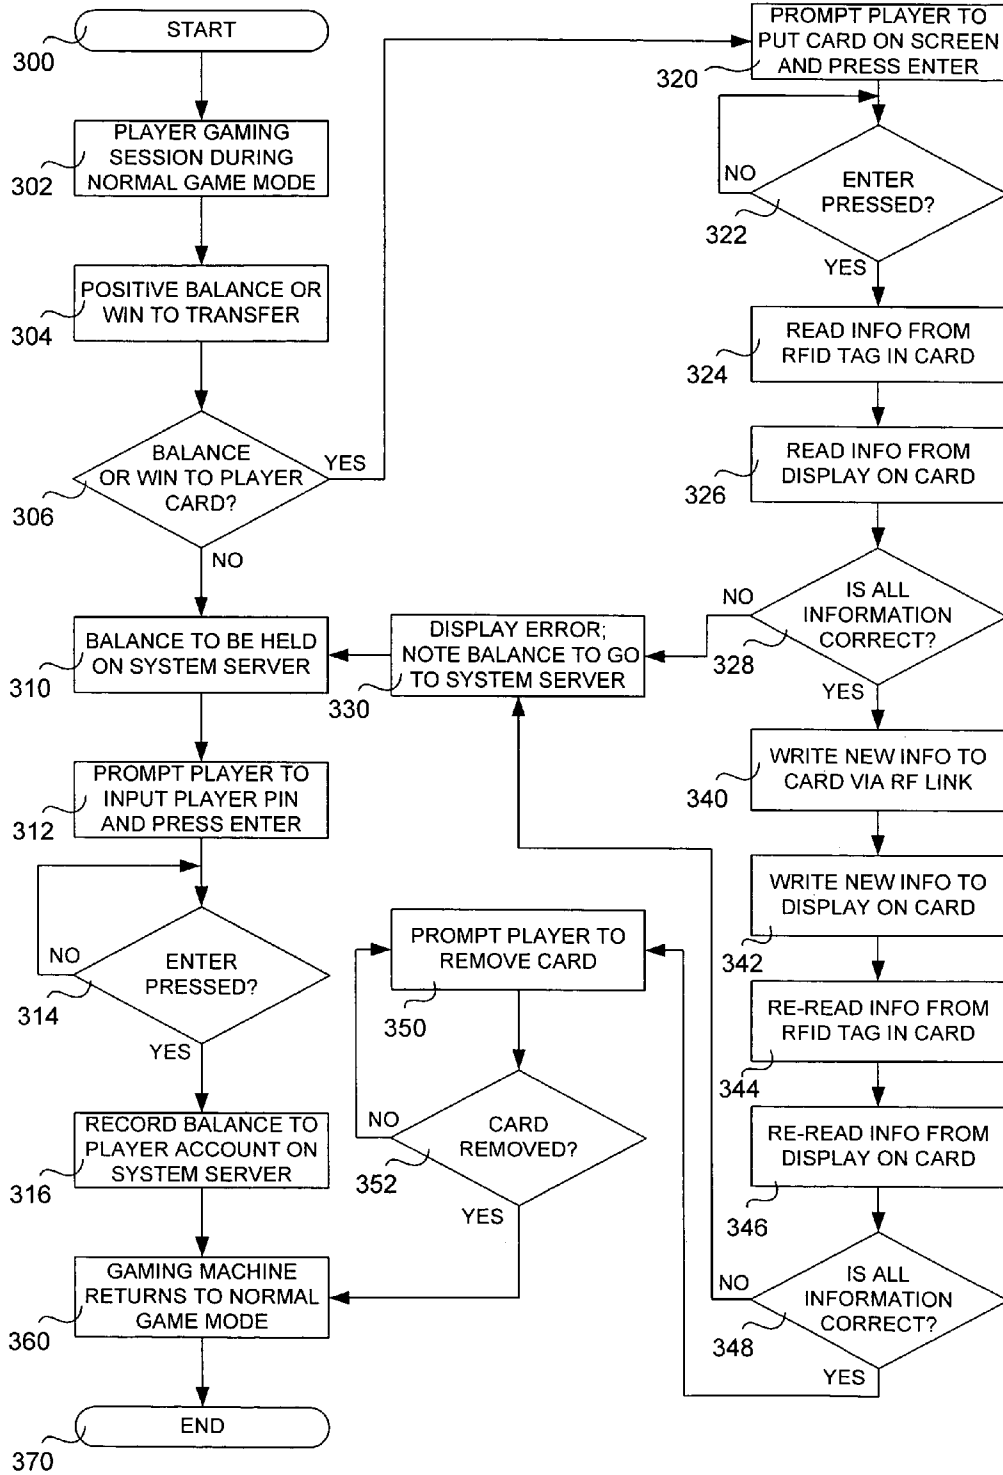 START
300
PLAYER GAMING
SESSION DURING
NORMAL GAME MODE
302
POSITIVE BALANCE OR
WIN TO TRANSFER
304
BALANCE
OR WIN TO PLAYER
CARD?
306
YES
NO
BALANCE TO BE HELD
ON SYSTEM SERVER
310
PROMPT PLAYER TO
INPUT PLAYER PIN
AND PRESS ENTER
312
NO
ENTER
PRESSED?
314
YES
RECORD BALANCE TO
PLAYER ACCOUNT ON
SYSTEM SERVER
316
GAMING MACHINE
RETURNS TO NORMAL
GAME MODE
360
END
370
DISPLAY ERROR;
NOTE BALANCE TO GO
TO SYSTEM SERVER
330
PROMPT PLAYER TO
REMOVE CARD
350
NO
CARD
REMOVED?
352
YES
PROMPT PLAYER TO
PUT CARD ON SCREEN
AND PRESS ENTER
320
NO
ENTER
PRESSED?
322
YES
READ INFO FROM
RFID TAG IN CARD
324
READ INFO FROM
DISPLAY ON CARD
326
NO
IS ALL
INFORMATION
CORRECT?
328
YES
WRITE NEW INFO TO
CARD VIA RF LINK
340
WRITE NEW INFO TO
DISPLAY ON CARD
342
RE-READ INFO FROM
RFID TAG IN CARD
344
RE-READ INFO FROM
DISPLAY ON CARD
346
NO
IS ALL
INFORMATION
CORRECT?
348
YES